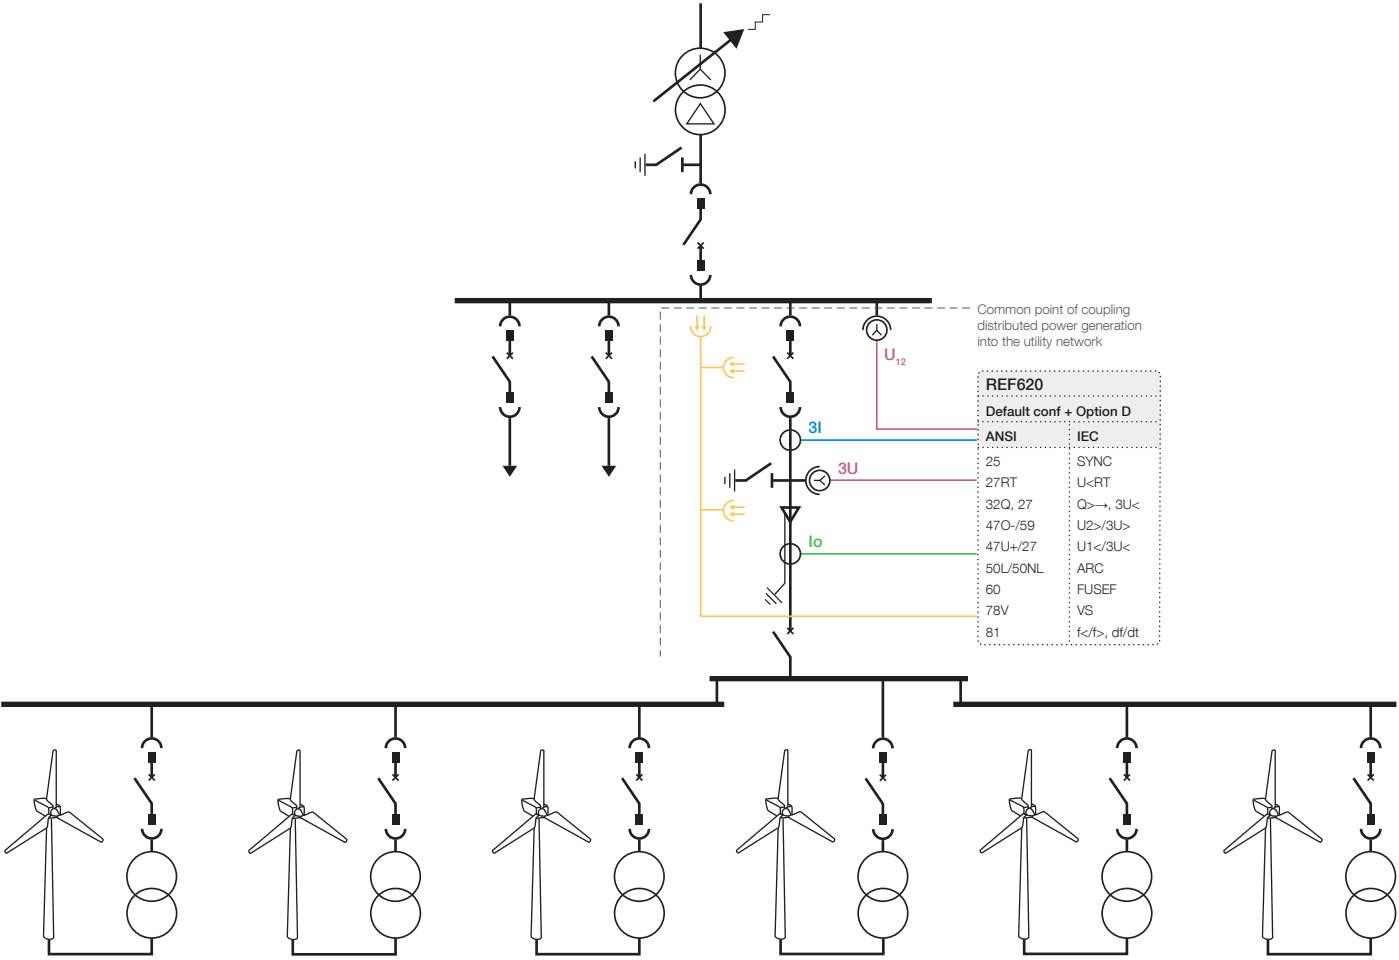 Common point of coupling
distributed power generation
into the utility network
U12
REF620
Default conf + Option D
ANSI IEC
3I
25 SYNC
3U
27RT U<RT
32Q, 27 Q>→, 3U<
47O-/59 U2>/3U>
Io
47U+/27 U1</3U<
50L/50NL ARC
60 FUSEF
78V VS
81 f</f>, df/dt